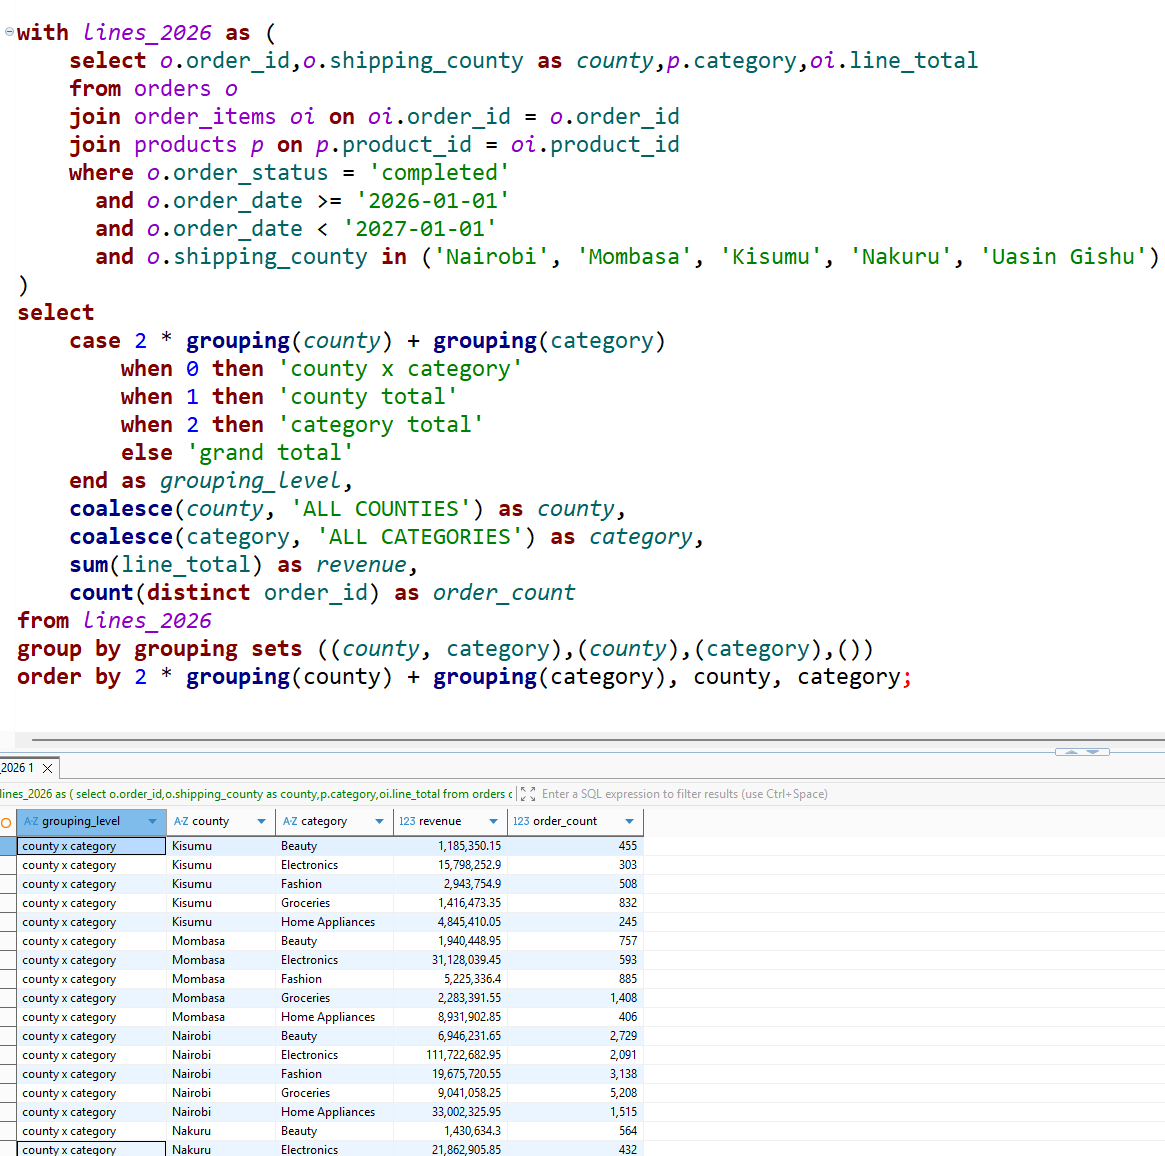 with lines_2026 as (
    select o.order_id,o.shipping_county as county,p.category,oi.line_total
    from orders o
    join order_items oi on oi.order_id = o.order_id
    join products p on p.product_id = oi.product_id
    where o.order_status = 'completed'
      and o.order_date >= '2026-01-01'
      and o.order_date < '2027-01-01'
      and o.shipping_county in ('Nairobi', 'Mombasa', 'Kisumu', 'Nakuru', 'Uasin Gishu')
)
select
    case 2 * grouping(county) + grouping(category)
        when 0 then 'county x category'
        when 1 then 'county total'
        when 2 then 'category total'
        else 'grand total'
    end as grouping_level,
    coalesce(county, 'ALL COUNTIES') as county,
    coalesce(category, 'ALL CATEGORIES') as category,
    sum(line_total) as revenue,
    count(distinct order_id) as order_count
from lines_2026
group by grouping sets ((county, category),(county),(category),())
order by 2 * grouping(county) + grouping(category), county, category;
_2026 1
lines_2026 as ( select o.order_id,o.shipping_county as county,p.category,oi.line_total from orders o Enter a SQL expression to filter results (use Ctrl+Space)
A-Z grouping_level A-Z county A-Z category 123 revenue 123 order_count
county x category Kisumu Beauty 1,185,350.15 455
county x category Kisumu Electronics 15,798,252.9 303
county x category Kisumu Fashion 2,943,754.9 508
county x category Kisumu Groceries 1,416,473.35 832
county x category Kisumu Home Appliances 4,845,410.05 245
county x category Mombasa Beauty 1,940,448.95 757
county x category Mombasa Electronics 31,128,039.45 593
county x category Mombasa Fashion 5,225,336.4 885
county x category Mombasa Groceries 2,283,391.55 1,408
county x category Mombasa Home Appliances 8,931,902.85 406
county x category Nairobi Beauty 6,946,231.65 2,729
county x category Nairobi Electronics 111,722,682.95 2,091
county x category Nairobi Fashion 19,675,720.55 3,138
county x category Nairobi Groceries 9,041,058.25 5,208
county x category Nairobi Home Appliances 33,002,325.95 1,515
county x category Nakuru Beauty 1,430,634.3 564
county x category Nakuru Electronics 21,862,905.85 432